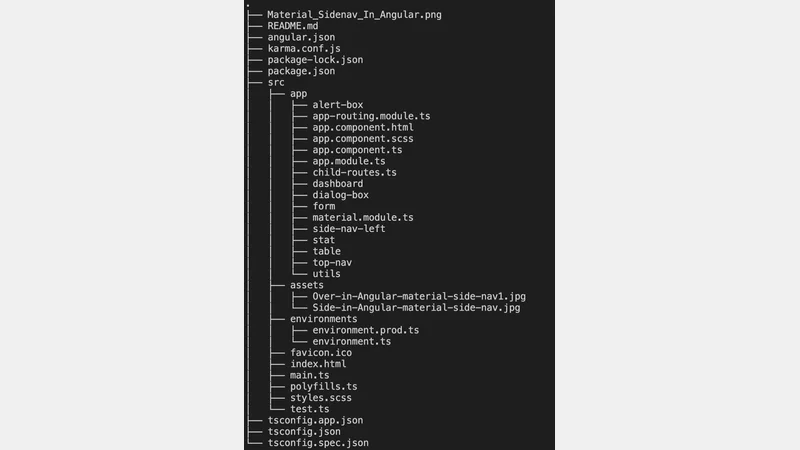 .
├── Material_Sidenav_In_Angular.png
├── README.md
├── angular.json
├── karma.conf.js
├── package-lock.json
├── package.json
├── src
│   ├── app
│   │   ├── alert-box
│   │   ├── app-routing.module.ts
│   │   ├── app.component.html
│   │   ├── app.component.scss
│   │   ├── app.component.ts
│   │   ├── app.module.ts
│   │   ├── child-routes.ts
│   │   ├── dashboard
│   │   ├── dialog-box
│   │   ├── form
│   │   ├── material.module.ts
│   │   ├── side-nav-left
│   │   ├── stat
│   │   ├── table
│   │   ├── top-nav
│   │   └── utils
│   ├── assets
│   │   ├── Over-in-Angular-material-side-nav1.jpg
│   │   └── Side-in-Angular-material-side-nav.jpg
│   ├── environments
│   │   ├── environment.prod.ts
│   │   └── environment.ts
│   ├── favicon.ico
│   ├── index.html
│   ├── main.ts
│   ├── polyfills.ts
│   ├── styles.scss
│   └── test.ts
├── tsconfig.app.json
├── tsconfig.json
└── tsconfig.spec.json